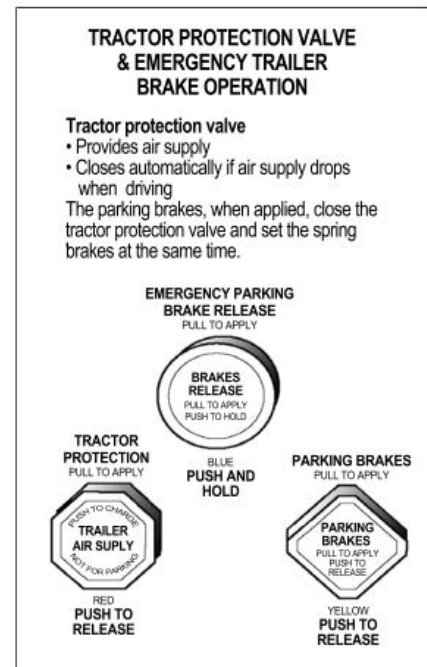 TRACTOR PROTECTION VALVE
& EMERGENCY TRAILER
BRAKE OPERATION
Tractor protection valve
• Provides air supply
• Closes automatically if air supply drops
when driving
The parking brakes, when applied, close the
tractor protection valve and set the spring
brakes at the same time.
EMERGENCY PARKING
BRAKE RELEASE
PULL TO APPLY
BRAKES
RELEASE
PULL TO APPLY
PUSH TO HOLD
BLUE
PUSH AND
HOLD
TRACTOR
PROTECTION
PULL TO APPLY
PUSH TO CHARGE
TRAILER
AIR SUPLY
NOT FOR PARKING
RED
PUSH TO
RELEASE
PARKING BRAKES
PULL TO APPLY
PARKING
BRAKES
PULL TO APPLY
PUSH TO
RELEASE
YELLOW
PUSH TO
RELEASE